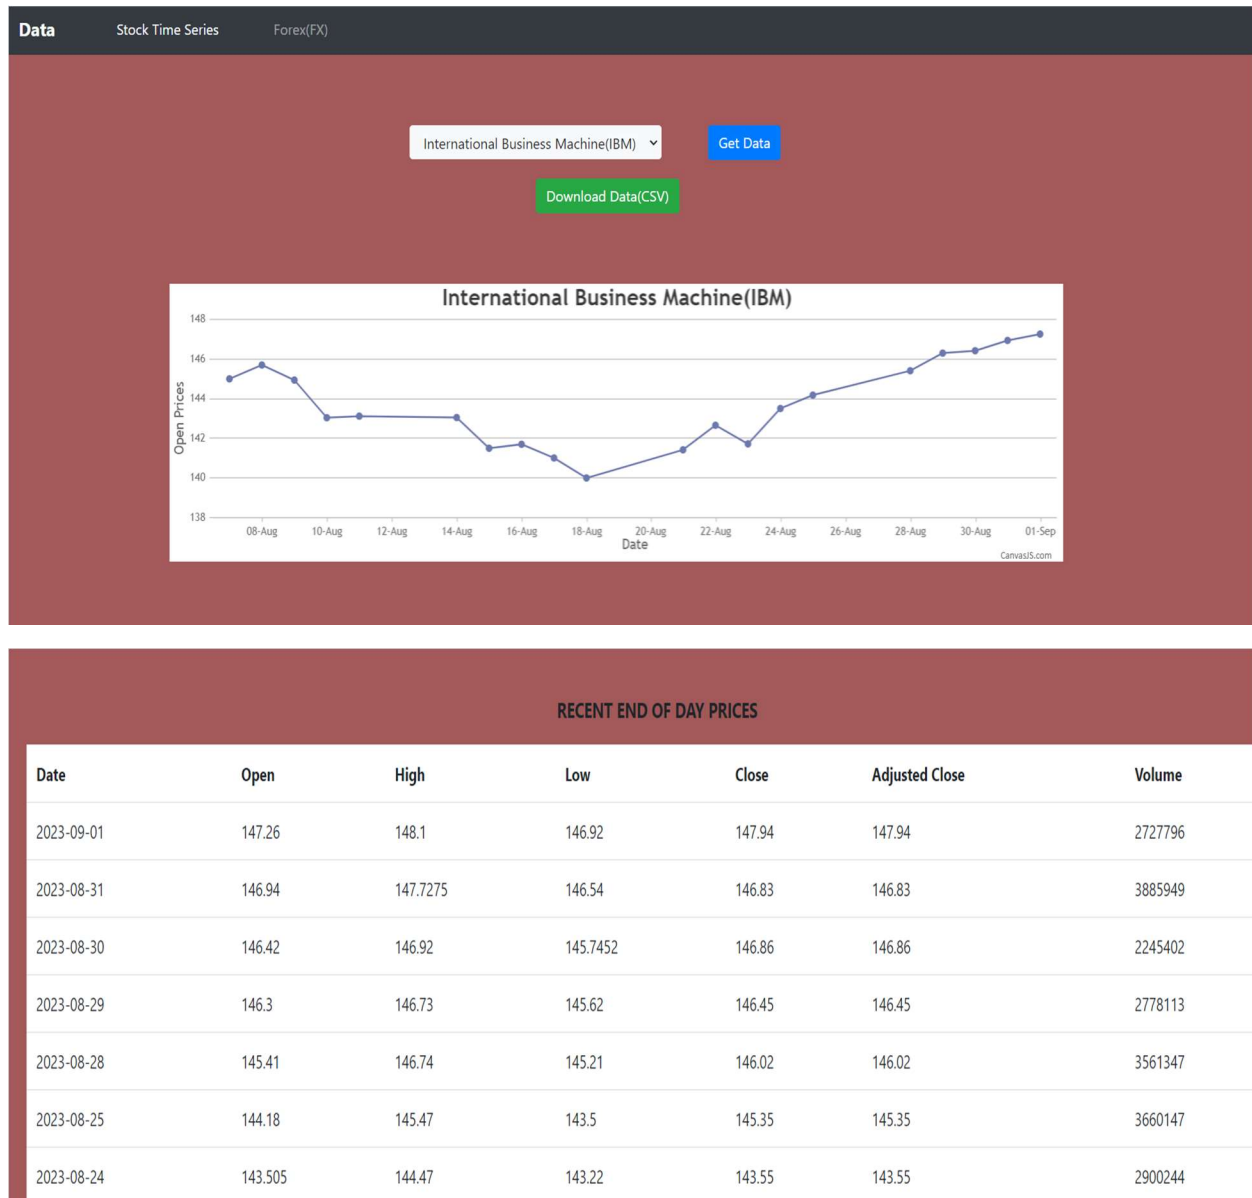 Data Stock Time Series Forex(FX)
International Business Machine(IBM) Get Data
Download Data(CSV)
International Business Machine(IBM)
148
146
144
142
140
138
Open Prices
08-Aug 10-Aug 12-Aug 14-Aug 16-Aug 18-Aug 20-Aug 22-Aug 24-Aug 26-Aug 28-Aug 30-Aug 01-Sep
Date
CanvasJS.com
RECENT END OF DAY PRICES
Date Open High Low Close Adjusted Close Volume
2023-09-01 147.26 148.1 146.92 147.94 147.94 2727796
2023-08-31 146.94 147.7275 146.54 146.83 146.83 3885949
2023-08-30 146.42 146.92 145.7452 146.86 146.86 2245402
2023-08-29 146.3 146.73 145.62 146.45 146.45 2778113
2023-08-28 145.41 146.74 145.21 146.02 146.02 3561347
2023-08-25 144.18 145.47 143.5 145.35 145.35 3660147
2023-08-24 143.505 144.47 143.22 143.55 143.55 2900244